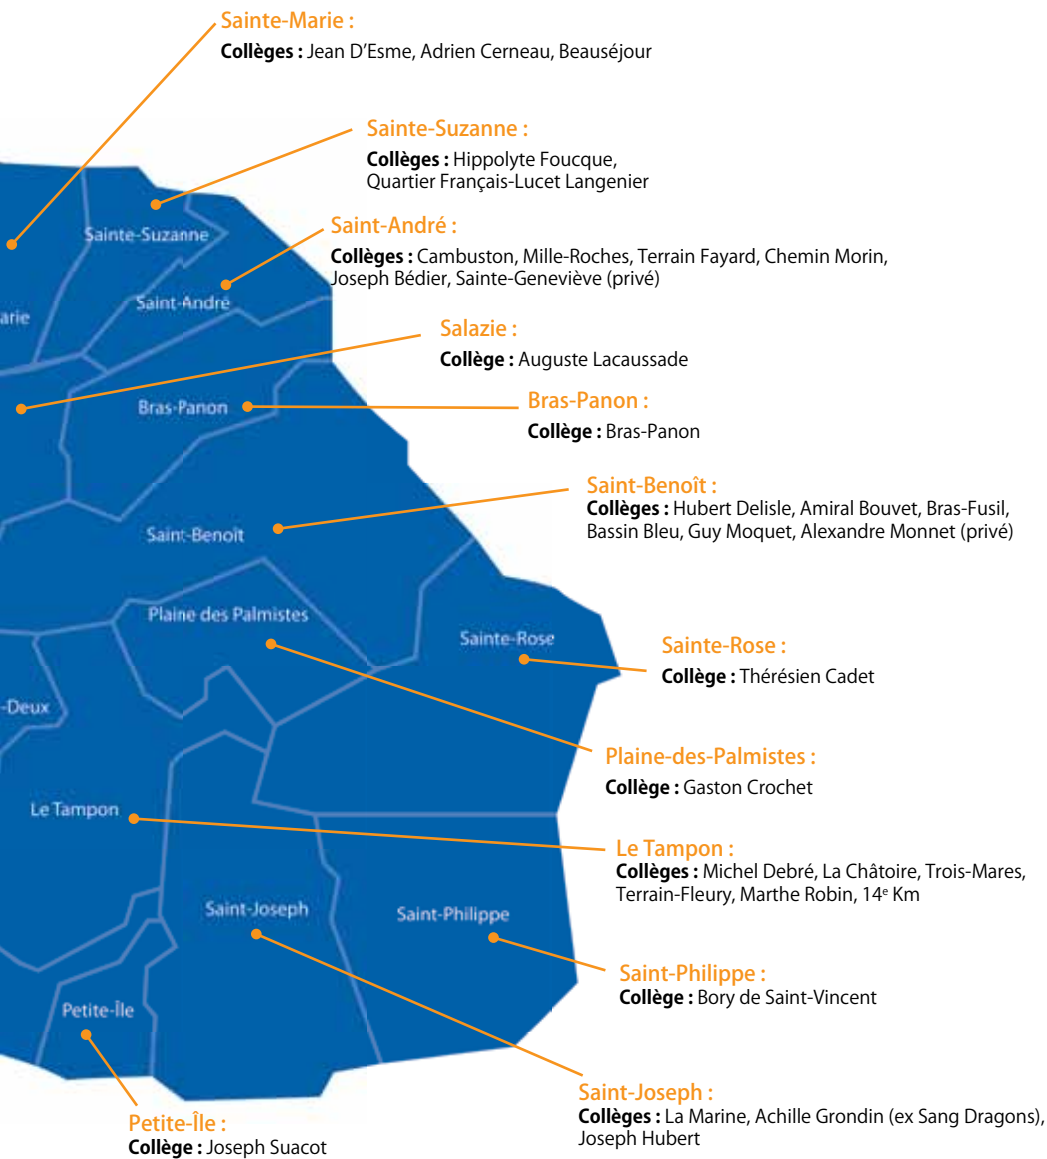 Sainte-Marie :
Collèges : Jean D’Esme, Adrien Cerneau, Beauséjour
Sainte-Suzanne :
Collèges : Hippolyte Foucque,
Quartier Français-Lucet Langenier
Sainte-Suzanne
Saint-André :
Collèges : Cambuston, Mille-Roches, Terrain Fayard, Chemin Morin,
Joseph Bédier, Sainte-Geneviève (privé)
Saint-André
arie
Salazie :
Collège : Auguste Lacaussade
Bras-Panon :
Bras-Panon
Collège : Bras-Panon
Saint-Benoît :
Collèges : Hubert Delisle, Amiral Bouvet, Bras-Fusil,
Bassin Bleu, Guy Moquet, Alexandre Monnet (privé)
Saint-Benoît
Plaine des Palmistes
Sainte-Rose
Sainte-Rose :
Collège : Thérésien Cadet
-Deux
Plaine-des-Palmistes :
Collège : Gaston Crochet
Le Tampon
Le Tampon :
Collèges : Michel Debré, La Châtoire, Trois-Mares,
Terrain-Fleury, Marthe Robin, 14e Km
Saint-Joseph
Saint-Philippe
Saint-Philippe :
Collège : Bory de Saint-Vincent
Petite-Île
Saint-Joseph :
Collèges : La Marine, Achille Grondin (ex Sang Dragons),
Joseph Hubert
Petite-Île :
Collège : Joseph Suacot